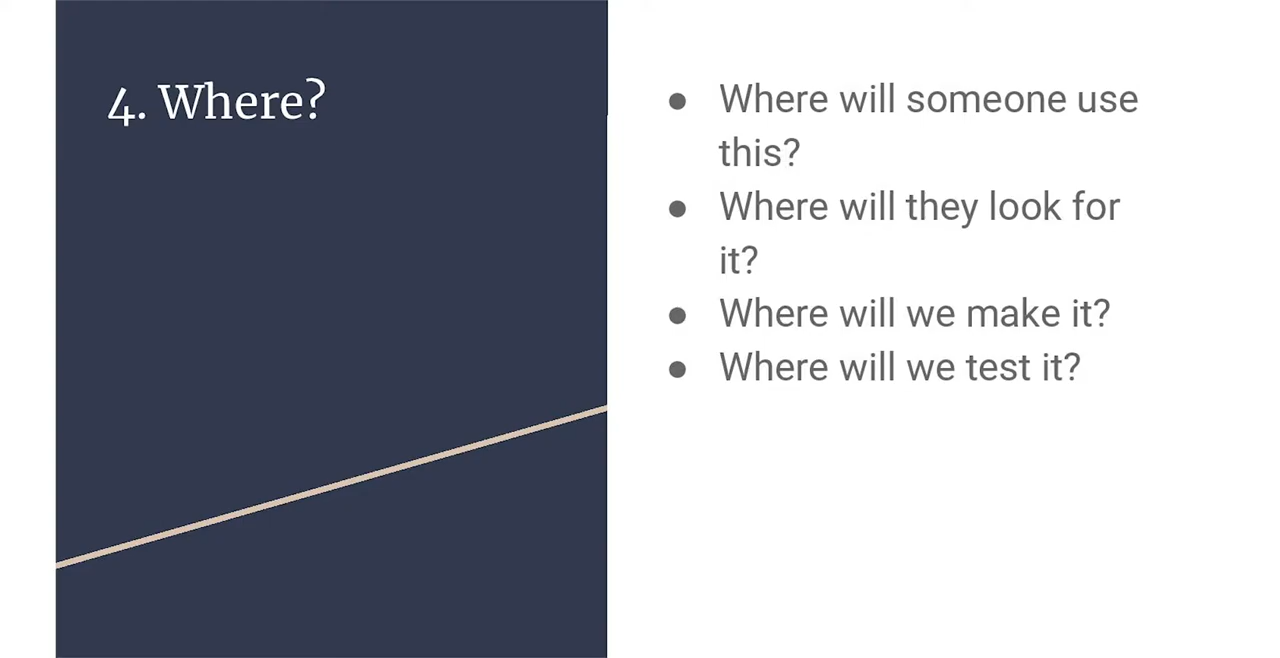 4. Where?
● Where will someone use
this?
● Where will they look for
it?
● Where will we make it?
● Where will we test it?